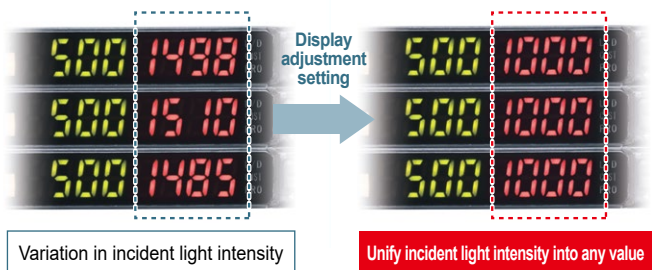 500 1498
500 1510
500 1485
Display
adjustment
setting
500 1000
500 1000
500 1000
Variation in incident light intensity
Unify incident light intensity into any value